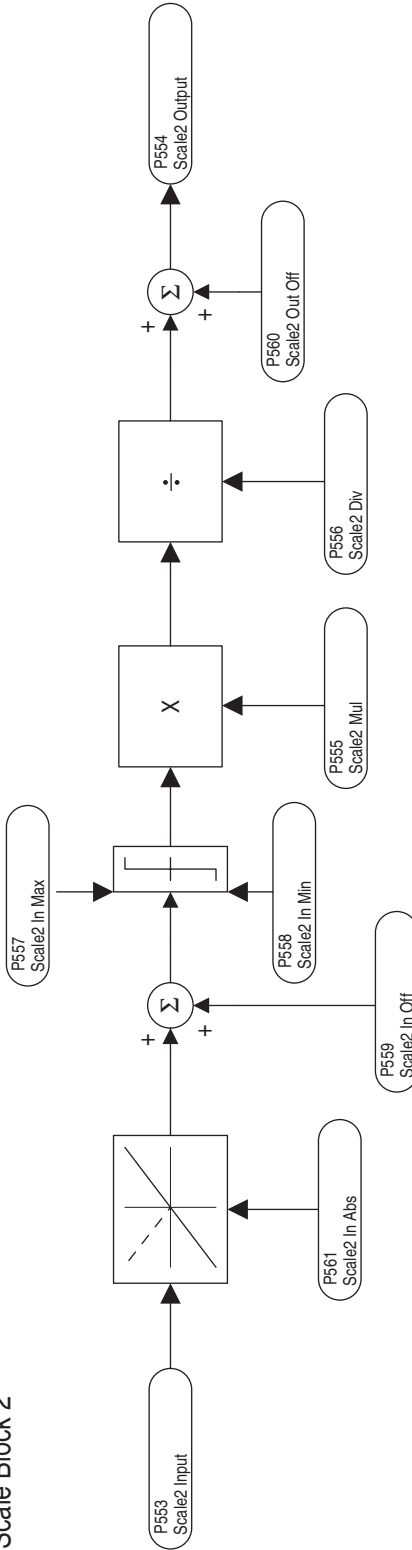 Scale Block 2
P553
Scale2 Input
P561
Scale2 In Abs
+
Σ
+
P559
Scale2 In Off
P557
Scale2 In Max
P558
Scale2 In Min
X
P555
Scale2 Mul
÷
P556
Scale2 Div
+
Σ
+
P560
Scale2 Out Off
P554
Scale2 Output